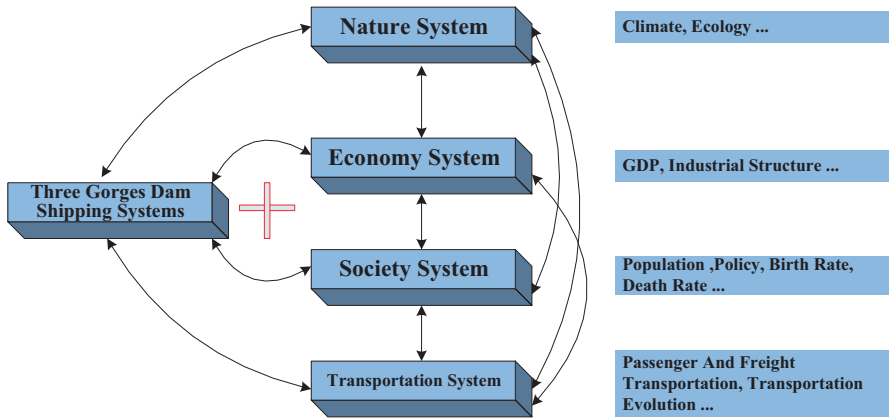 Nature System
Climate, Ecology ...
Economy System
GDP, Industrial Structure ...
Three Gorges Dam
Shipping Systems
Society System
Population ,Policy, Birth Rate,
Death Rate ...
Transportation System
Passenger And Freight
Transportation, Transportation
Evolution ...